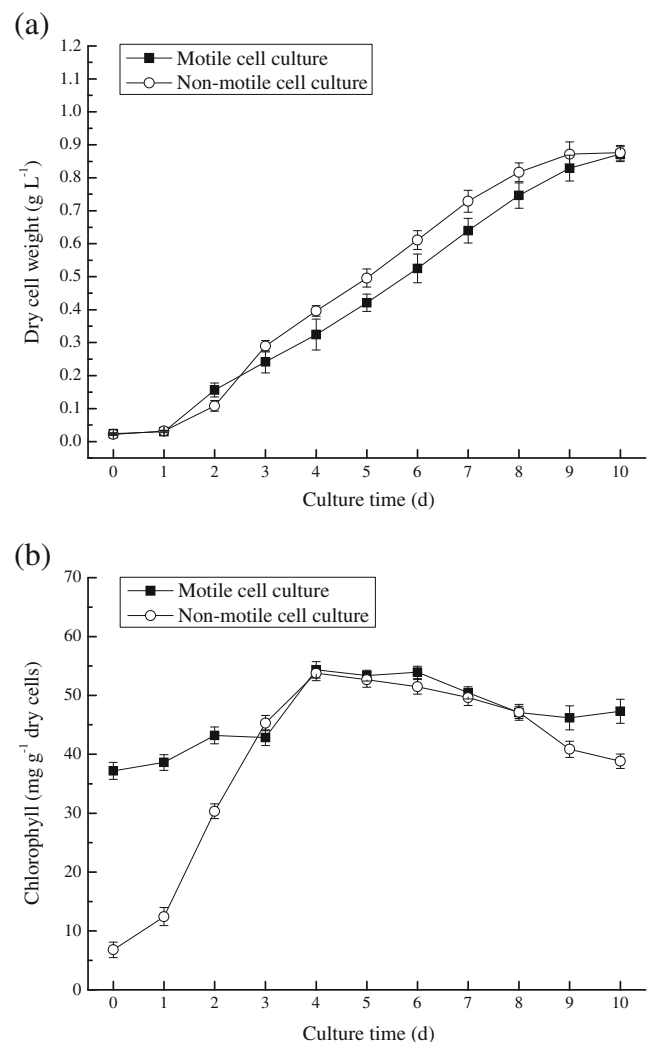 (a)
1.2
1.1
1.0
0.9
0.8
0.7
0.6
0.5
0.4
0.3
0.2
0.1
0.0
Dry cell weight (g L-1)
Motile cell culture
Non-motile cell culture
0 1 2 3 4 5 6 7 8 9 10
Culture time (d)
(b)
70
60
50
40
30
20
10
0
Chlorophyll (mg g-1 dry cells)
Motile cell culture
Non-motile cell culture
0 1 2 3 4 5 6 7 8 9 10
Culture time (d)